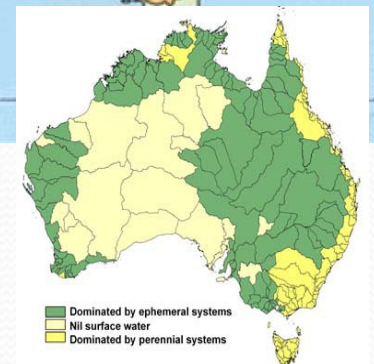 Dominated by ephemeral systems
Nil surface water
Dominated by perennial systems